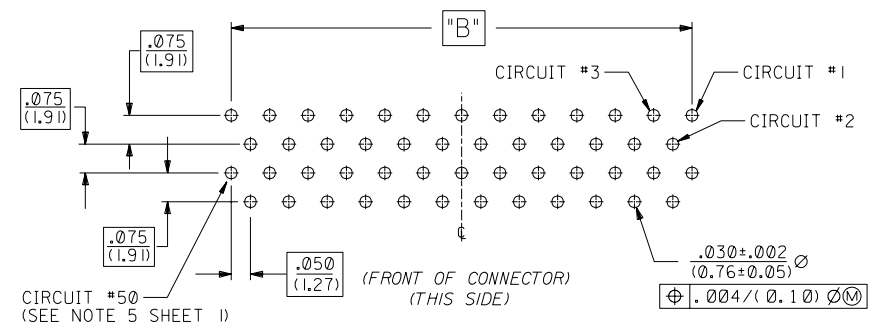 "B"
.075
(1.91)
CIRCUIT #3
CIRCUIT #1
.075
(1.91)
CIRCUIT #2
.075
(1.91)
.050
(1.27)
(FRONT OF CONNECTOR)
(THIS SIDE)
.030±.002
(0.76±0.05) Ø
CIRCUIT #50
(SEE NOTE 5 SHEET 1)
⌖ .004/(0.10) Ø Ⓜ